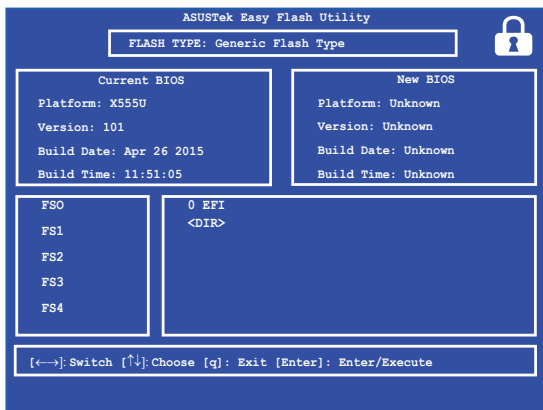 ASUSTek Easy Flash Utility
FLASH TYPE: Generic Flash Type
Current BIOS
Platform: X555U
Version: 101
Build Date: Apr 26 2015
Build Time: 11:51:05
New BIOS
Platform: Unknown
Version: Unknown
Build Date: Unknown
Build Time: Unknown
FSO
FS1
FS2
FS3
FS4
0 EFI
<DIR>
[←→]: Switch [↑↓]: Choose [q]: Exit [Enter]: Enter/Execute